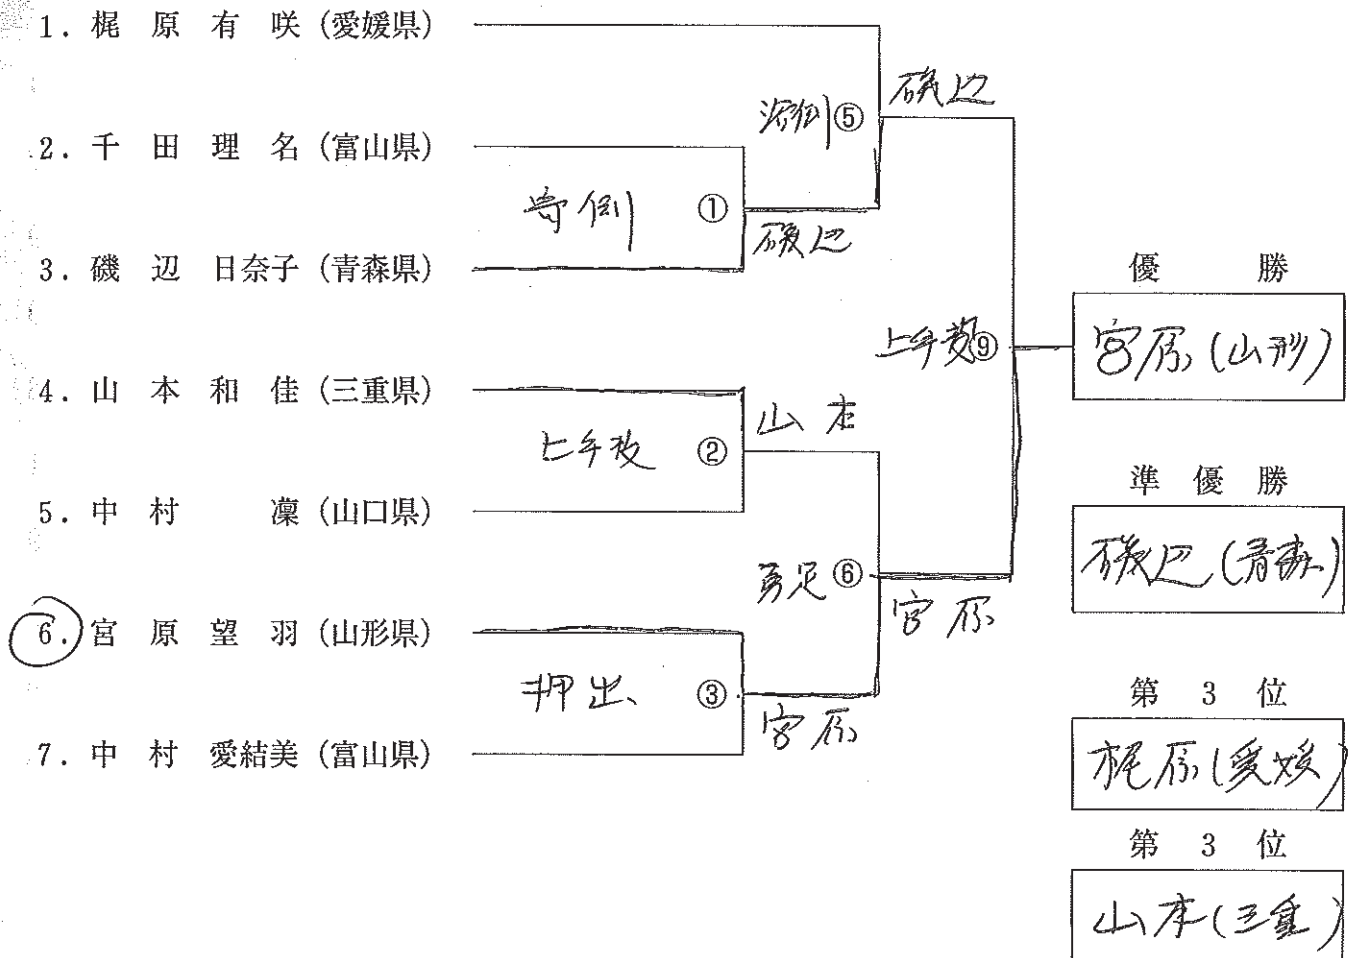 1. 梶原有咲 (愛媛県)
磯辺
⑤
2. 千田理名 (富山県)
寄倒 ①
磯辺
3. 磯辺日奈子 (青森県)
優勝
宮原 (山形)
上手投 ⑨
4. 山本和佳 (三重県)
山本
上手投 ②
準優勝
磯辺 (青森)
5. 中村凜 (山口県)
勇足 ⑥
宮原
6. 宮原望羽 (山形県)
押出 ③
宮原
第3位
梶原 (愛媛)
7. 中村愛結美 (富山県)
第3位
山本 (三重)